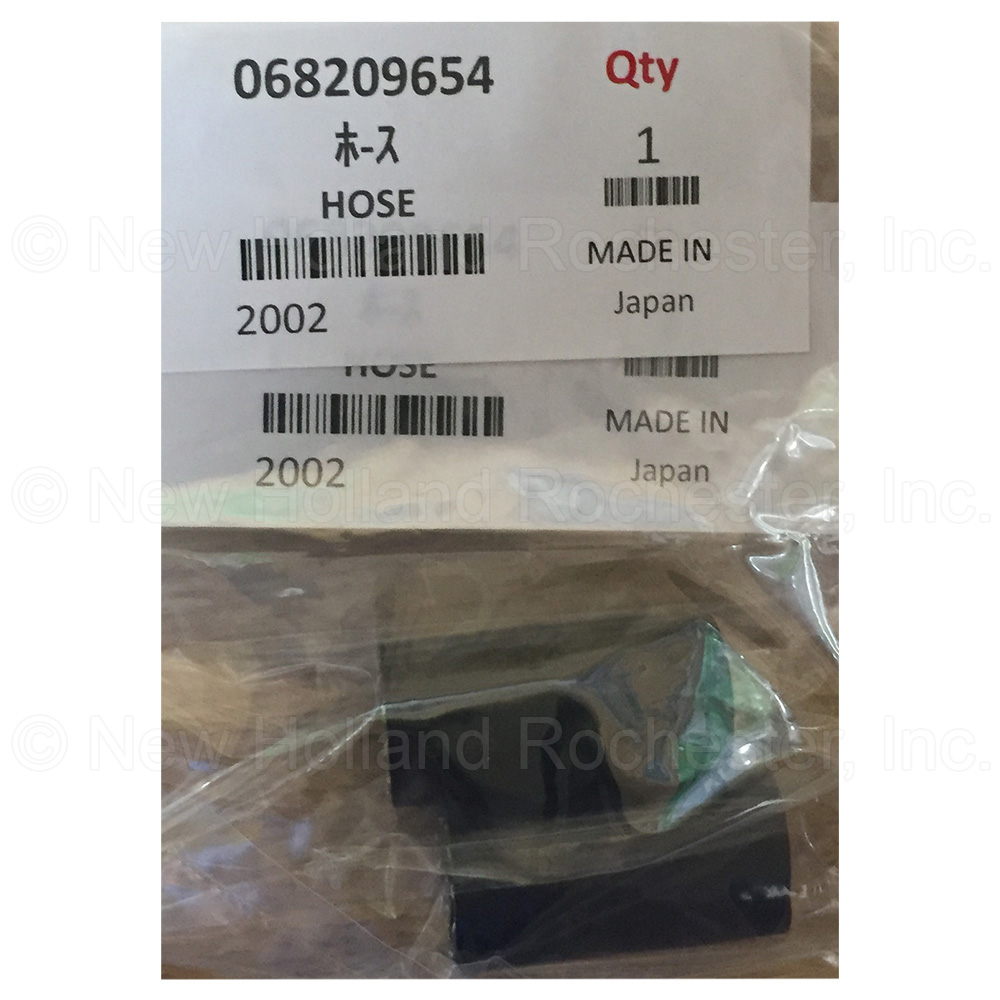 068209654 Qty
ﾎｰｽ 1
HOSE
MADE IN
2002 Japan
© New Holland Rochester, Inc.
HOSE
MADE IN
2002 Japan
© New Holland Rochester, Inc.
© New Holland Rochester, Inc.